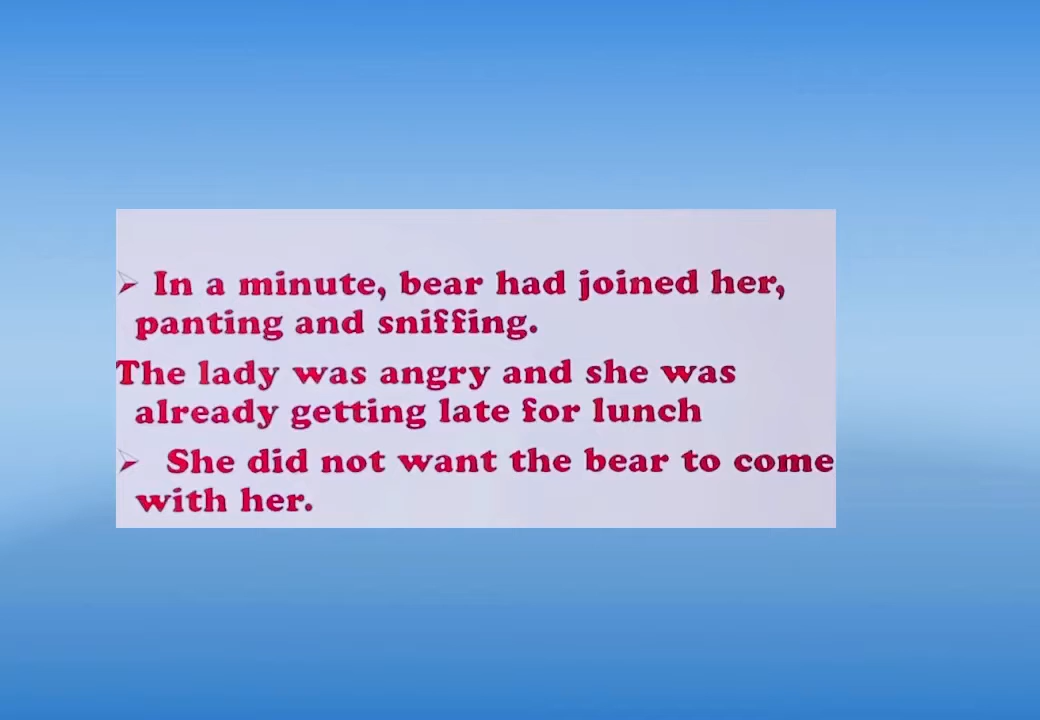 ➢ In a minute, bear had joined her,
panting and sniffing.
The lady was angry and she was
already getting late for lunch
➢ She did not want the bear to come
with her.